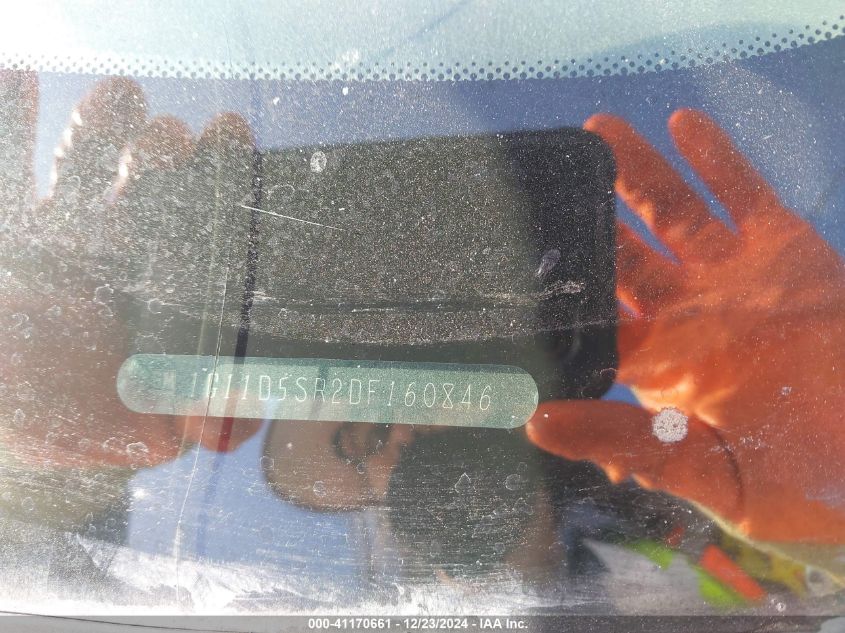 1G11D5SR2DF160846
000-41170661 - 12/23/2024 - IAA Inc.